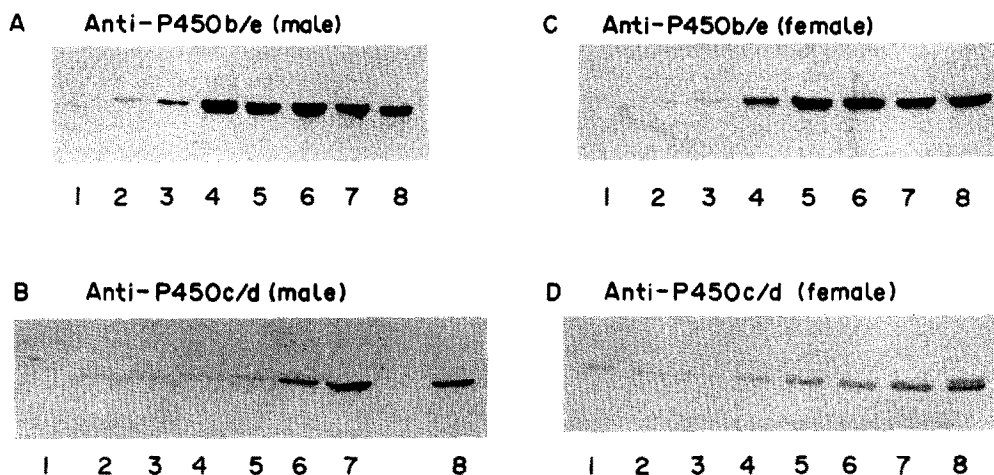 A Anti-P450b/e (male)
1 2 3 4 5 6 7 8
B Anti-P450c/d (male)
1 2 3 4 5 6 7 8
C Anti-P450b/e (female)
1 2 3 4 5 6 7 8
D Anti-P450c/d (female)
1 2 3 4 5 6 7 8